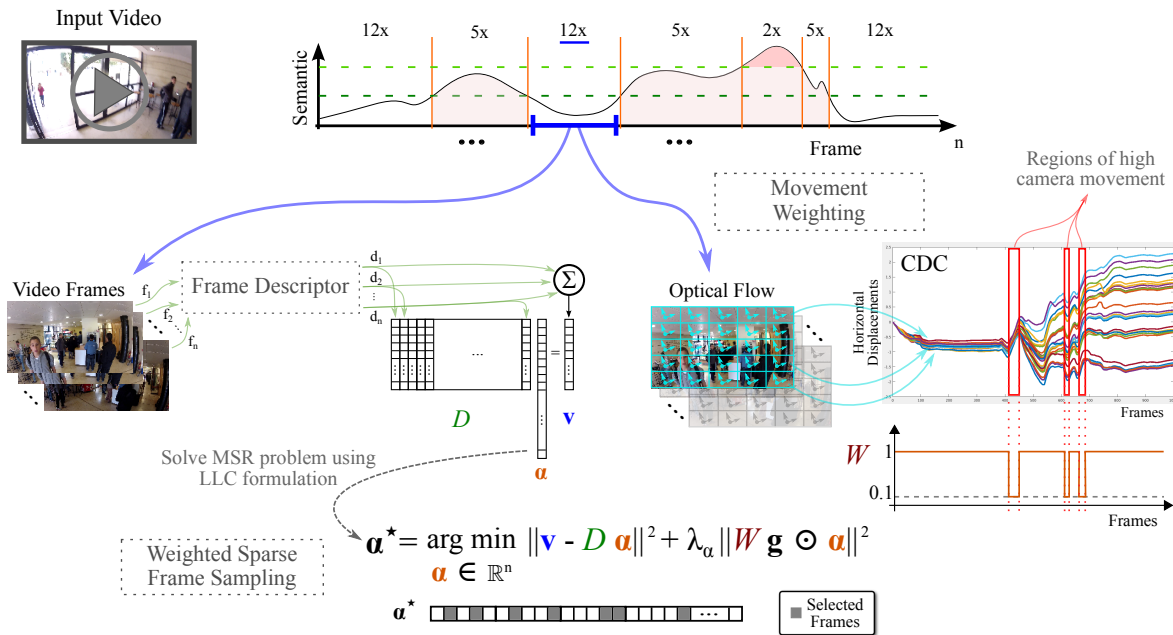 Input Video
12x
5x
12x
5x
2x
5x
12x
Semantic
...
...
Frame
n
Movement
Weighting
Regions of high
camera movement
Video Frames
f1
f2
fn
Frame Descriptor
d1
d2
...
dn
Σ
...
=
D
v
α
Optical Flow
CDC
Horizontal
Displacements
Frames
W
1
0.1
Frames
Solve MSR problem using
LLC formulation
Weighted Sparse
Frame Sampling
α⋆ = arg min ||v - D α||² + λα ||W g ⊙ α||²
α ∈ ℝⁿ
α⋆
...
Selected
Frames